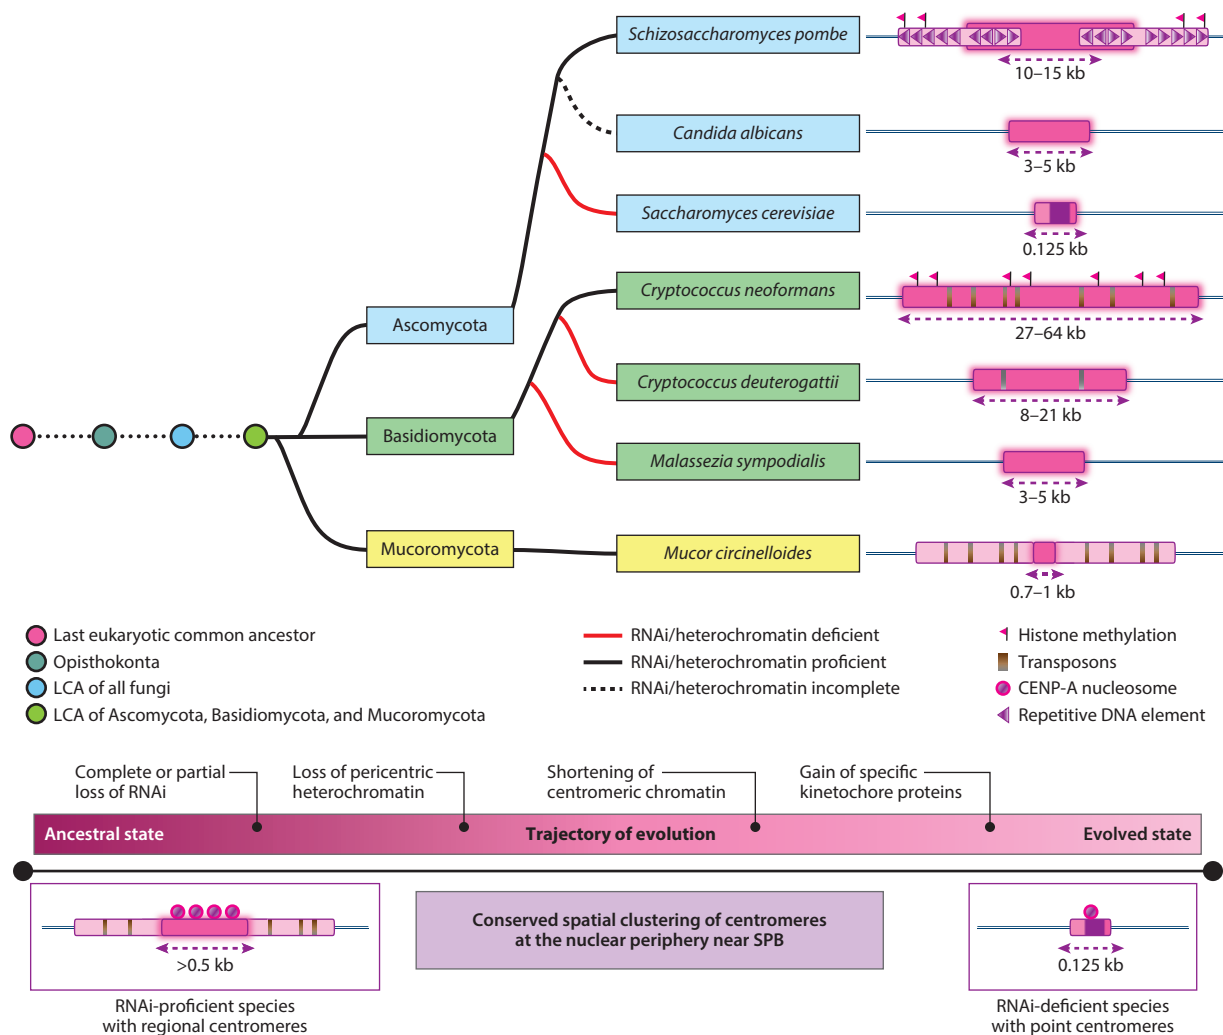 Schizosaccharomyces pombe
10–15 kb
Candida albicans
3–5 kb
Saccharomyces cerevisiae
0.125 kb
Cryptococcus neoformans
27–64 kb
Ascomycota
Cryptococcus deuterogattii
8–21 kb
Basidiomycota
Malassezia sympodialis
3–5 kb
Mucoromycota
Mucor circinelloides
0.7–1 kb
Last eukaryotic common ancestor
Opisthokonta
LCA of all fungi
LCA of Ascomycota, Basidiomycota, and Mucoromycota
RNAi/heterochromatin deficient
RNAi/heterochromatin proficient
RNAi/heterochromatin incomplete
Histone methylation
Transposons
CENP-A nucleosome
Repetitive DNA element
Complete or partial
loss of RNAi
Loss of pericentric
heterochromatin
Shortening of
centromeric chromatin
Gain of specific
kinetochore proteins
Ancestral state
Trajectory of evolution
Evolved state
>0.5 kb
RNAi-proficient species
with regional centromeres
Conserved spatial clustering of centromeres
at the nuclear periphery near SPB
0.125 kb
RNAi-deficient species
with point centromeres